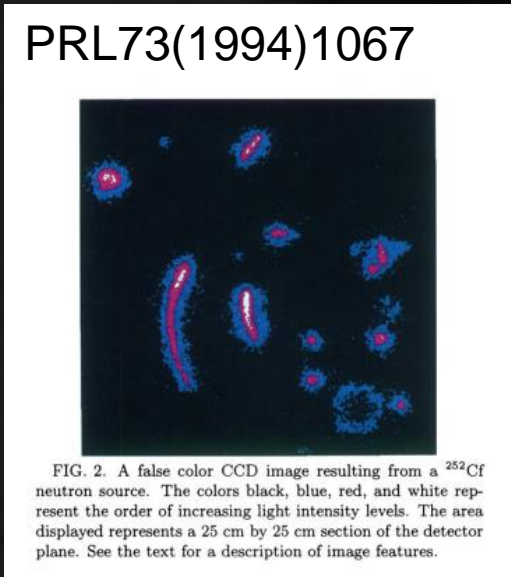 PRL73(1994)1067
FIG. 2. A false color CCD image resulting from a ²⁵²Cf
neutron source. The colors black, blue, red, and white rep-
resent the order of increasing light intensity levels. The area
displayed represents a 25 cm by 25 cm section of the detector
plane. See the text for a description of image features.